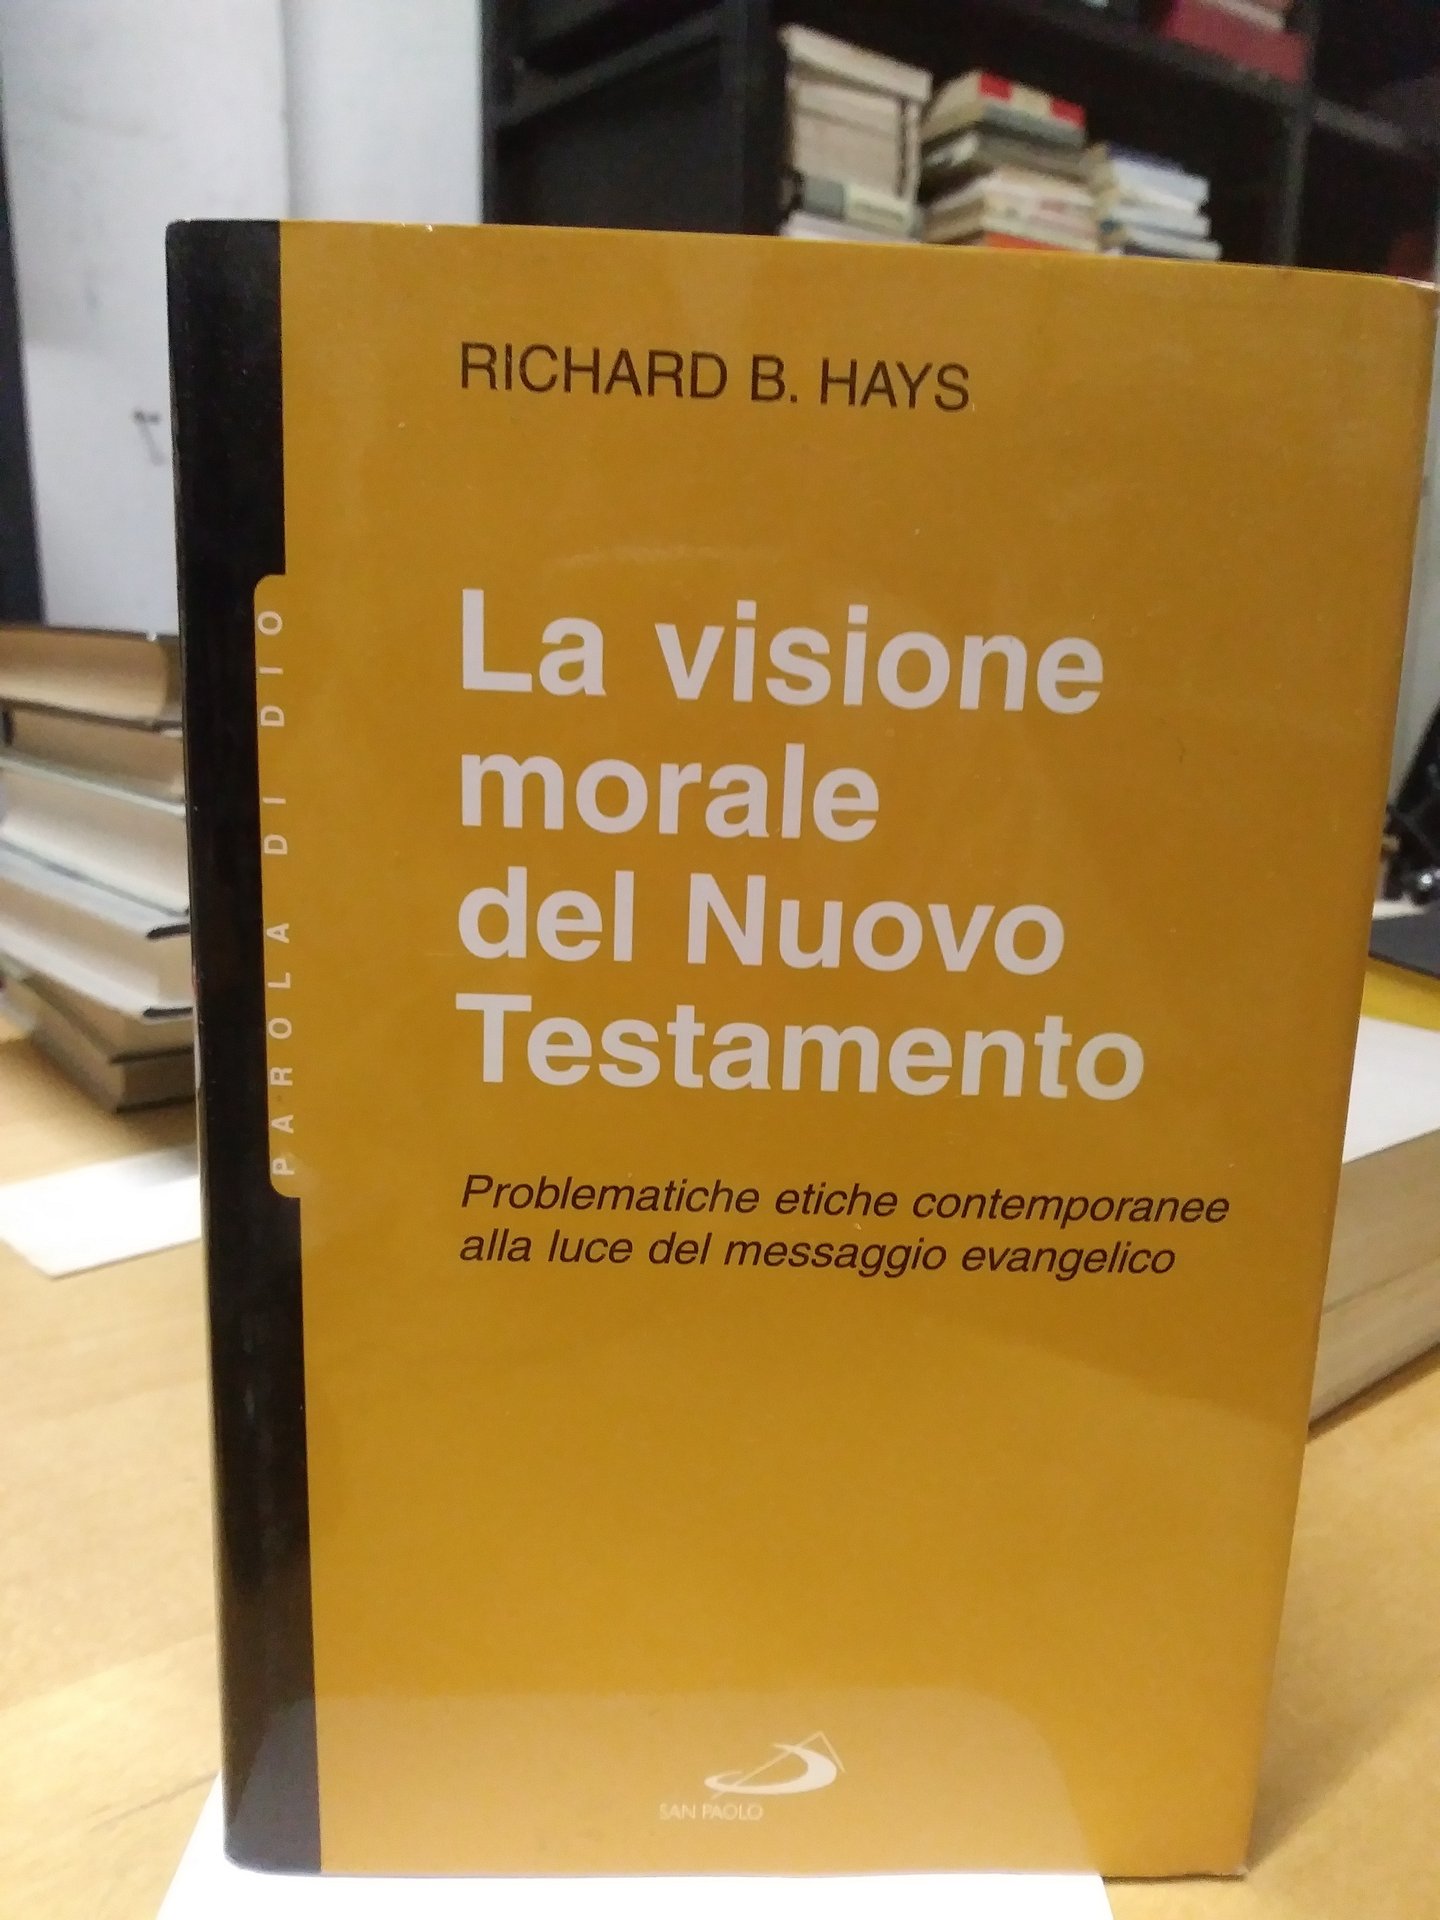 RICHARD B. HAYS
La visione
morale
del Nuovo
Testamento
Problematiche etiche contemporanee
alla luce del messaggio evangelico
PAROLA DI DIO
SAN PAOLO